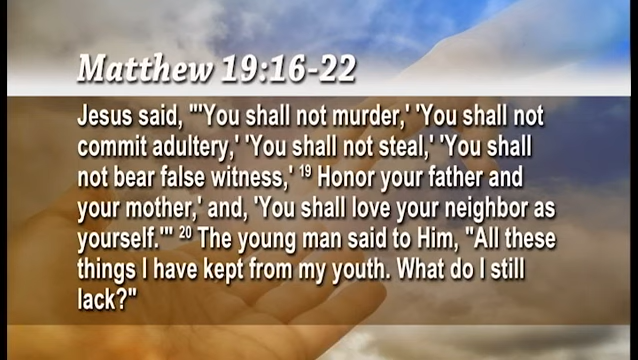 Matthew 19:16-22
Jesus said, "'You shall not murder,' 'You shall not
commit adultery,' 'You shall not steal,' 'You shall
not bear false witness,' 19 Honor your father and
your mother,' and, 'You shall love your neighbor as
yourself.'" 20 The young man said to Him, "All these
things I have kept from my youth. What do I still
lack?"